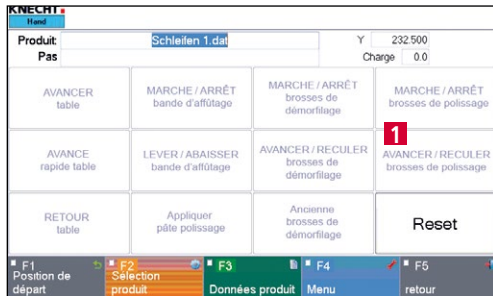 KNECHT
Hand
Produit: Schleifen 1.dat Y 232.500
Pas Charge 0.0
AVANCER
table
MARCHE / ARRÊT
bande d'affûtage
MARCHE / ARRÊT
brosses de
démorfilage
MARCHE / ARRÊT
brosses de polissage
1
AVANCE
rapide table
LEVER / ABAISSER
bande d'affûtage
AVANCER / RECULER
brosses de
démorfilage
AVANCER / RECULER
brosses de polissage
RETOUR
table
Appliquer
pâte polissage
Ancienne
brosses de
démorfilage
Reset
F1
Position de
départ
F2
Sélection
produit
F3
Données produit
F4
Menu
F5
retour